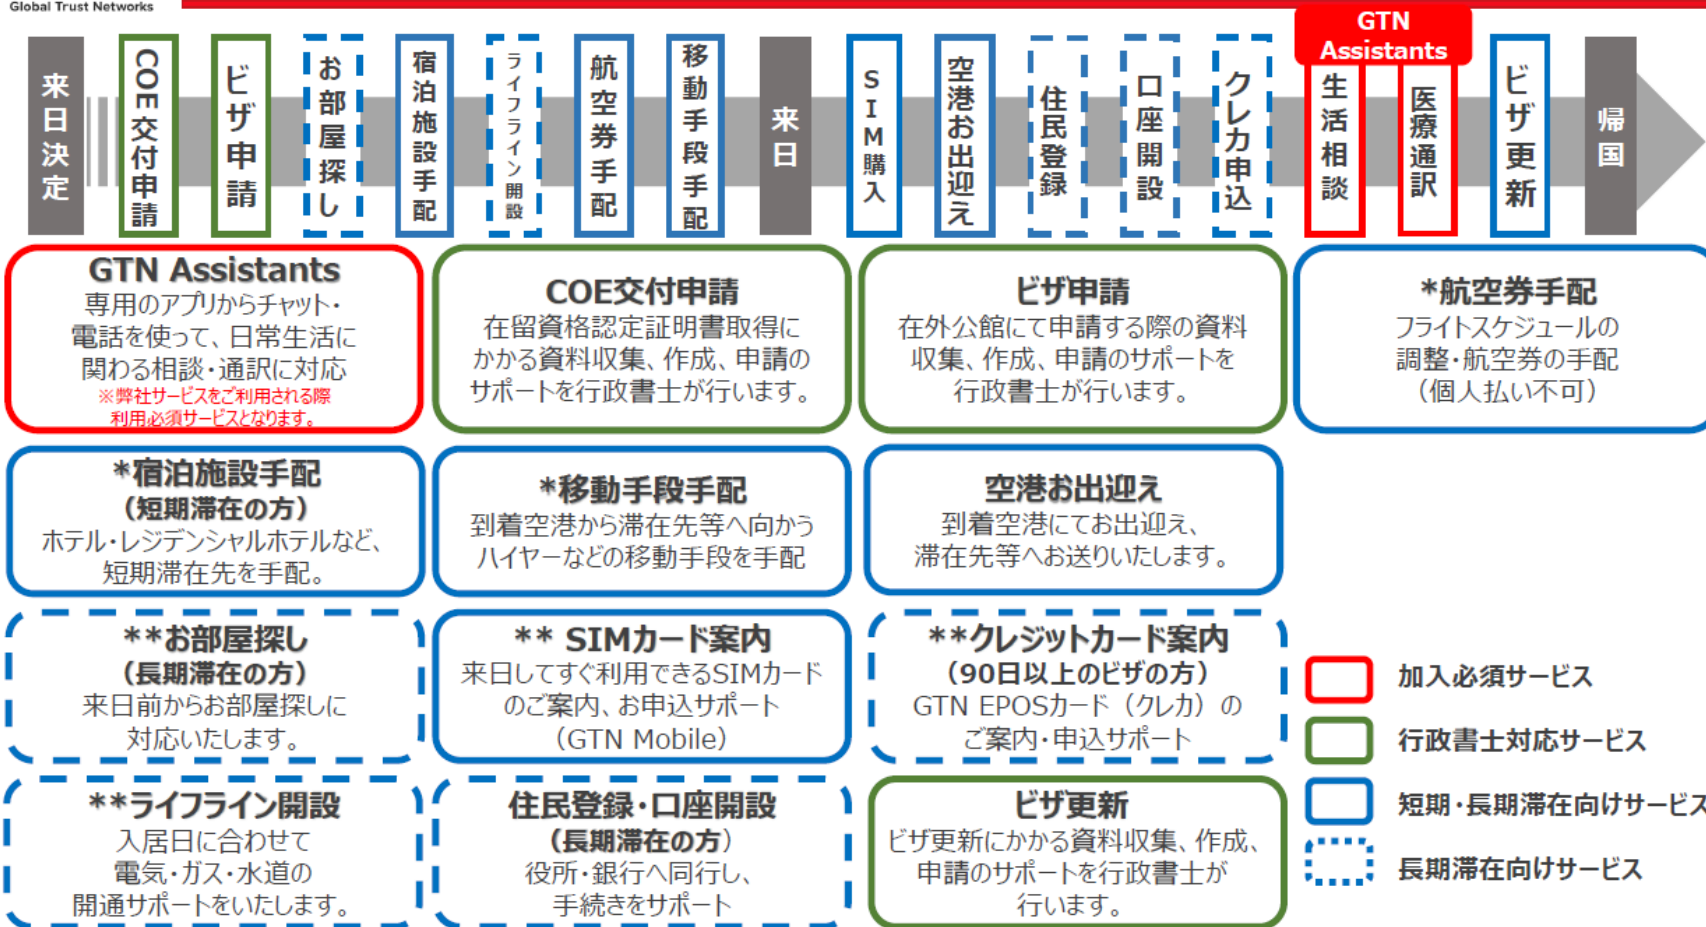 Global Trust Networks
GTN
Assistants
来日決定
COE交付申請
ビザ申請
お部屋探し
宿泊施設手配
ライフライン開設
航空券手配
移動手段手配
来日
SIM購入
空港お出迎え
住民登録
口座開設
クレカ申込
生活相談
医療通訳
ビザ更新
帰国
GTN Assistants
専用のアプリからチャット・
電話を使って、日常生活に
関わる相談・通訳に対応
※弊社サービスをご利用される際
利用必須サービスとなります。
COE交付申請
在留資格認定証明書取得に
かかる資料収集、作成、申請の
サポートを行政書士が行います。
ビザ申請
在外公館にて申請する際の資料
収集、作成、申請のサポートを
行政書士が行います。
*航空券手配
フライトスケジュールの
調整・航空券の手配
（個人払い不可）
*宿泊施設手配
（短期滞在の方）
ホテル・レジデンシャルホテルなど、
短期滞在先を手配。
*移動手段手配
到着空港から滞在先等へ向かう
ハイヤーなどの移動手段を手配
空港お出迎え
到着空港にてお出迎え、
滞在先等へお送りいたします。
**お部屋探し
（長期滞在の方）
来日前からお部屋探しに
対応いたします。
** SIMカード案内
来日してすぐ利用できるSIMカード
のご案内、お申込サポート
（GTN Mobile）
**クレジットカード案内
（90日以上のビザの方）
GTN EPOSカード（クレカ）の
ご案内・申込サポート
**ライフライン開設
入居日に合わせて
電気・ガス・水道の
開通サポートをいたします。
住民登録・口座開設
（長期滞在の方）
役所・銀行へ同行し、
手続きをサポート
ビザ更新
ビザ更新にかかる資料収集、作成、
申請のサポートを行政書士が
行います。
加入必須サービス
行政書士対応サービス
短期・長期滞在向けサービス
長期滞在向けサービス